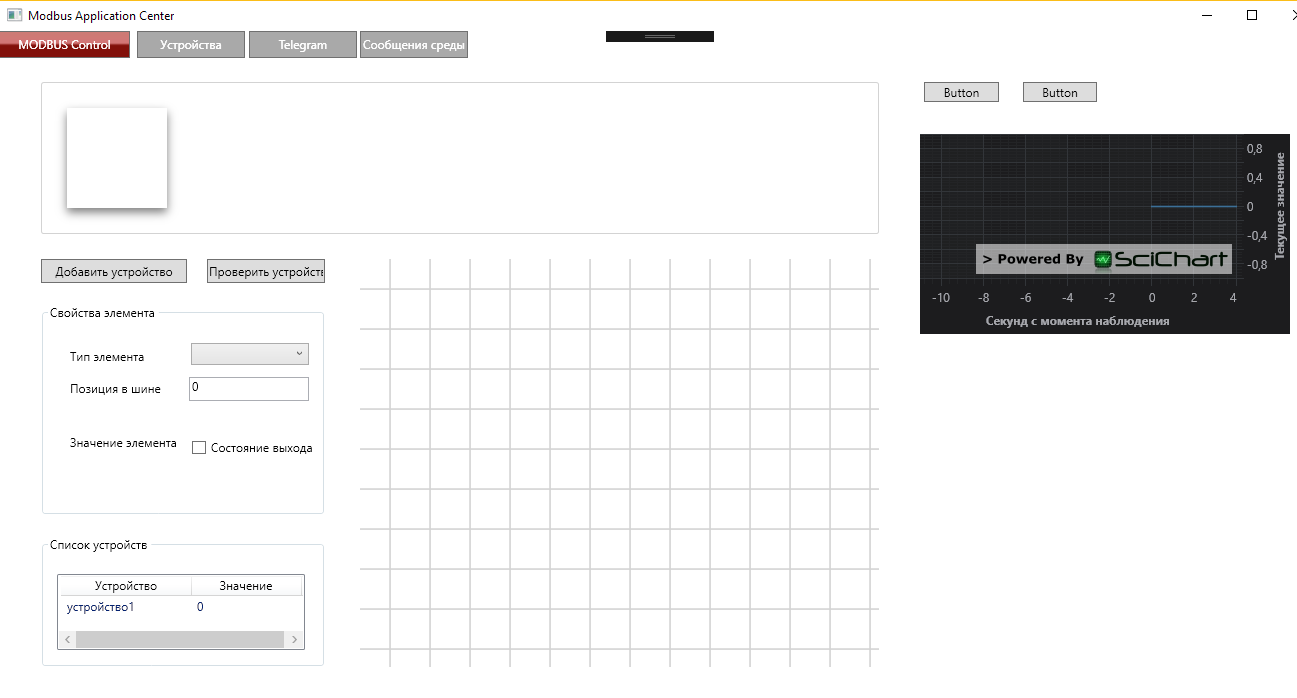 Modbus Application Center
MODBUS Control
Устройства
Telegram
Сообщения среды
Button
Button
0,8
0,4
0
-0,4
-0,8
Текущее значение
> Powered By SciChart
-10 -8 -6 -4 -2 0 2 4
Секунд с момента наблюдения
Добавить устройство
Проверить устройств
Свойства элемента
Тип элемента
Позиция в шине
0
Значение элемента
Состояние выхода
Список устройств
Устройство Значение
устройство1 0